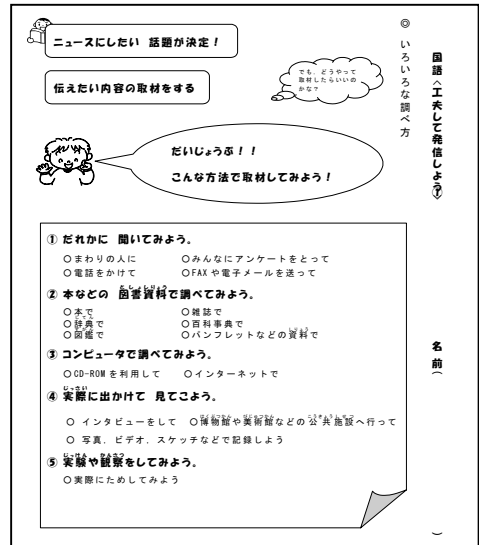 国語〈工夫して発信しよう①〉
名前(　　　)
◎ いろいろな調べ方
ニュースにしたい 話題が決定！
伝えたい内容の取材をする
でも、どうやって
取材したらいいの
かな？
だいじょうぶ！！
こんな方法で取材してみよう！
① だれかに 聞いてみよう。
○まわりの人に ○みんなにアンケートをとって
○電話をかけて ○FAXや電子メールを送って
② 本などの 図書資料で調べてみよう。
○本で ○雑誌で
○辞典で ○百科事典で
○図鑑で ○パンフレットなどの資料で
③ コンピュータで調べてみよう。
○CD-ROMを利用して ○インターネットで
④ 実際に出かけて 見てこよう。
○ インタビューをして ○博物館や美術館などの公共施設へ行って
○ 写真、ビデオ、スケッチなどで記録しよう
⑤ 実験や観察をしてみよう。
○実際にためしてみよう